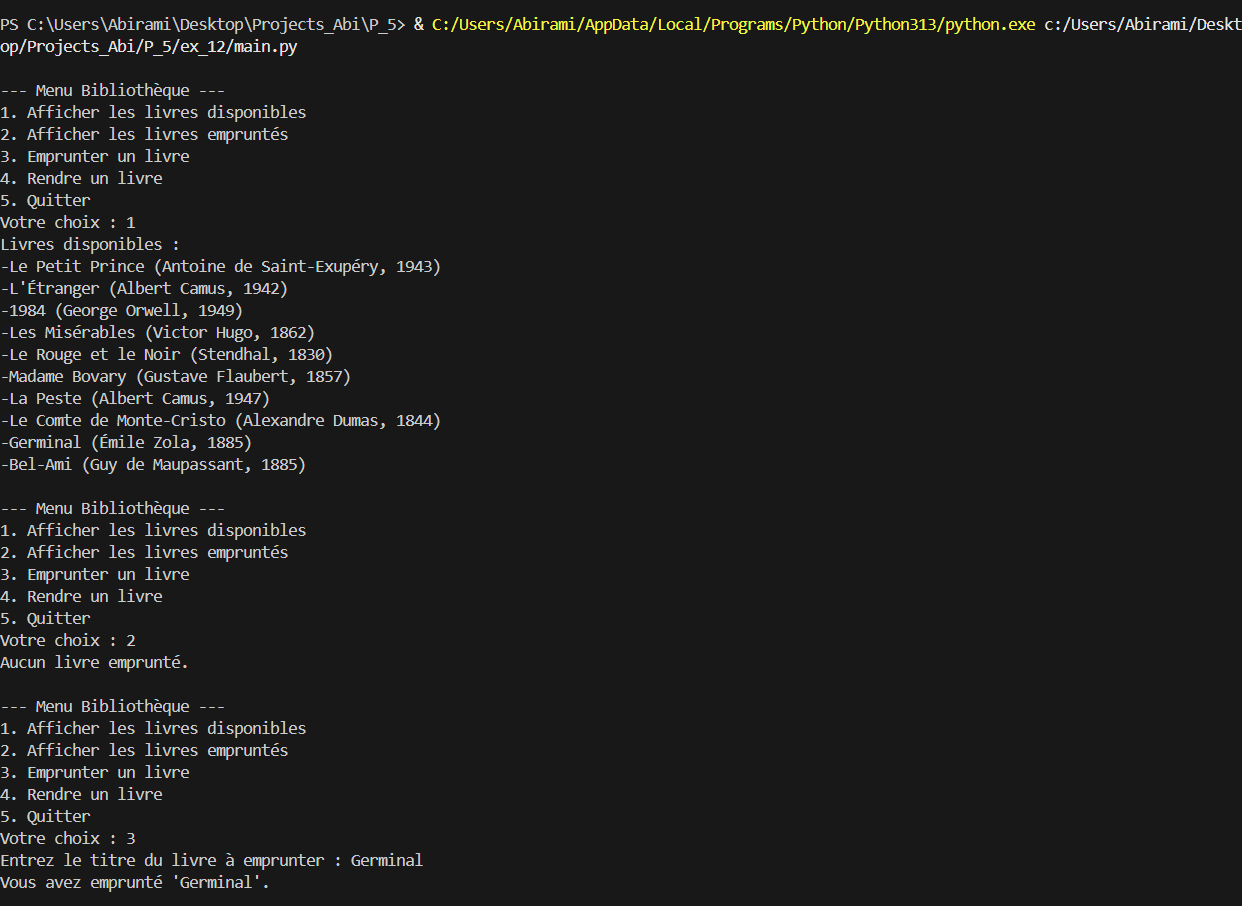 PS C:\Users\Abirami\Desktop\Projects_Abi\P_5> & C:/Users/Abirami/AppData/Local/Programs/Python/Python313/python.exe c:/Users/Abirami/Deskt
op/Projects_Abi/P_5/ex_12/main.py
--- Menu Bibliothèque ---
1. Afficher les livres disponibles
2. Afficher les livres empruntés
3. Emprunter un livre
4. Rendre un livre
5. Quitter
Votre choix : 1
Livres disponibles :
-Le Petit Prince (Antoine de Saint-Exupéry, 1943)
-L'Étranger (Albert Camus, 1942)
-1984 (George Orwell, 1949)
-Les Misérables (Victor Hugo, 1862)
-Le Rouge et le Noir (Stendhal, 1830)
-Madame Bovary (Gustave Flaubert, 1857)
-La Peste (Albert Camus, 1947)
-Le Comte de Monte-Cristo (Alexandre Dumas, 1844)
-Germinal (Émile Zola, 1885)
-Bel-Ami (Guy de Maupassant, 1885)
--- Menu Bibliothèque ---
1. Afficher les livres disponibles
2. Afficher les livres empruntés
3. Emprunter un livre
4. Rendre un livre
5. Quitter
Votre choix : 2
Aucun livre emprunté.
--- Menu Bibliothèque ---
1. Afficher les livres disponibles
2. Afficher les livres empruntés
3. Emprunter un livre
4. Rendre un livre
5. Quitter
Votre choix : 3
Entrez le titre du livre à emprunter : Germinal
Vous avez emprunté 'Germinal'.